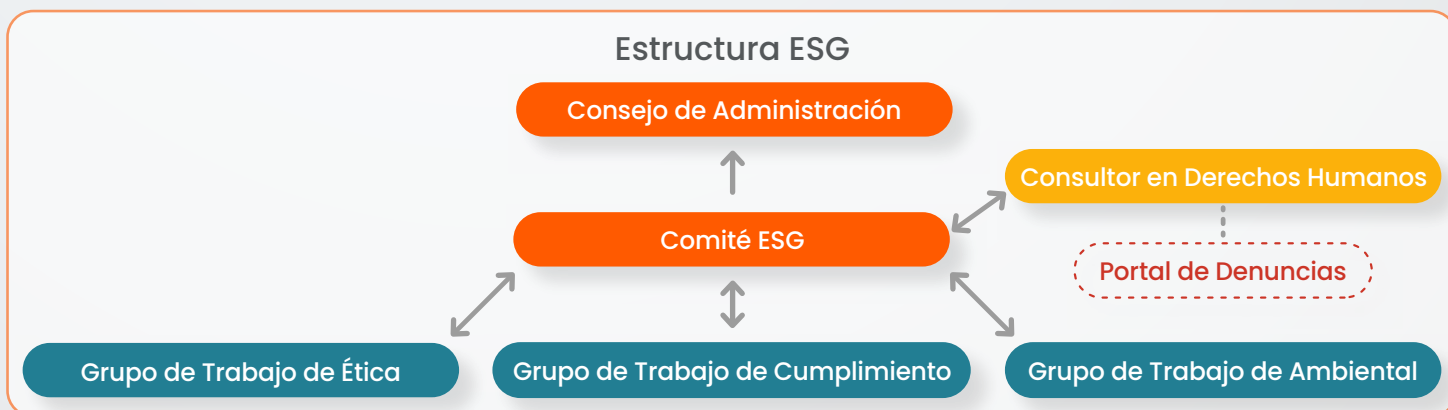 Estructura ESG
Consejo de Administración
Consultor en Derechos Humanos
Comité ESG
Portal de Denuncias
Grupo de Trabajo de Ética
Grupo de Trabajo de Cumplimiento
Grupo de Trabajo de Ambiental